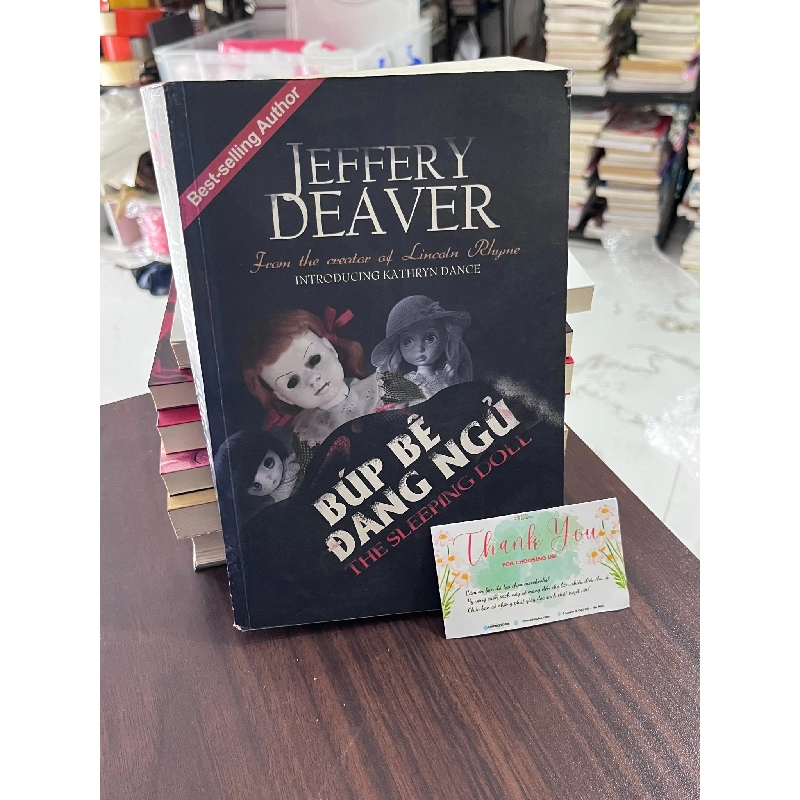 Best-selling Author
JEFFERY
DEAVER
From the creator of Lincoln Rhyme
INTRODUCING KATHRYN DANCE
BÚP BÊ
ĐANG NGỦ
THE SLEEPING DOLL
Thank You
FOR CHOOSING US!